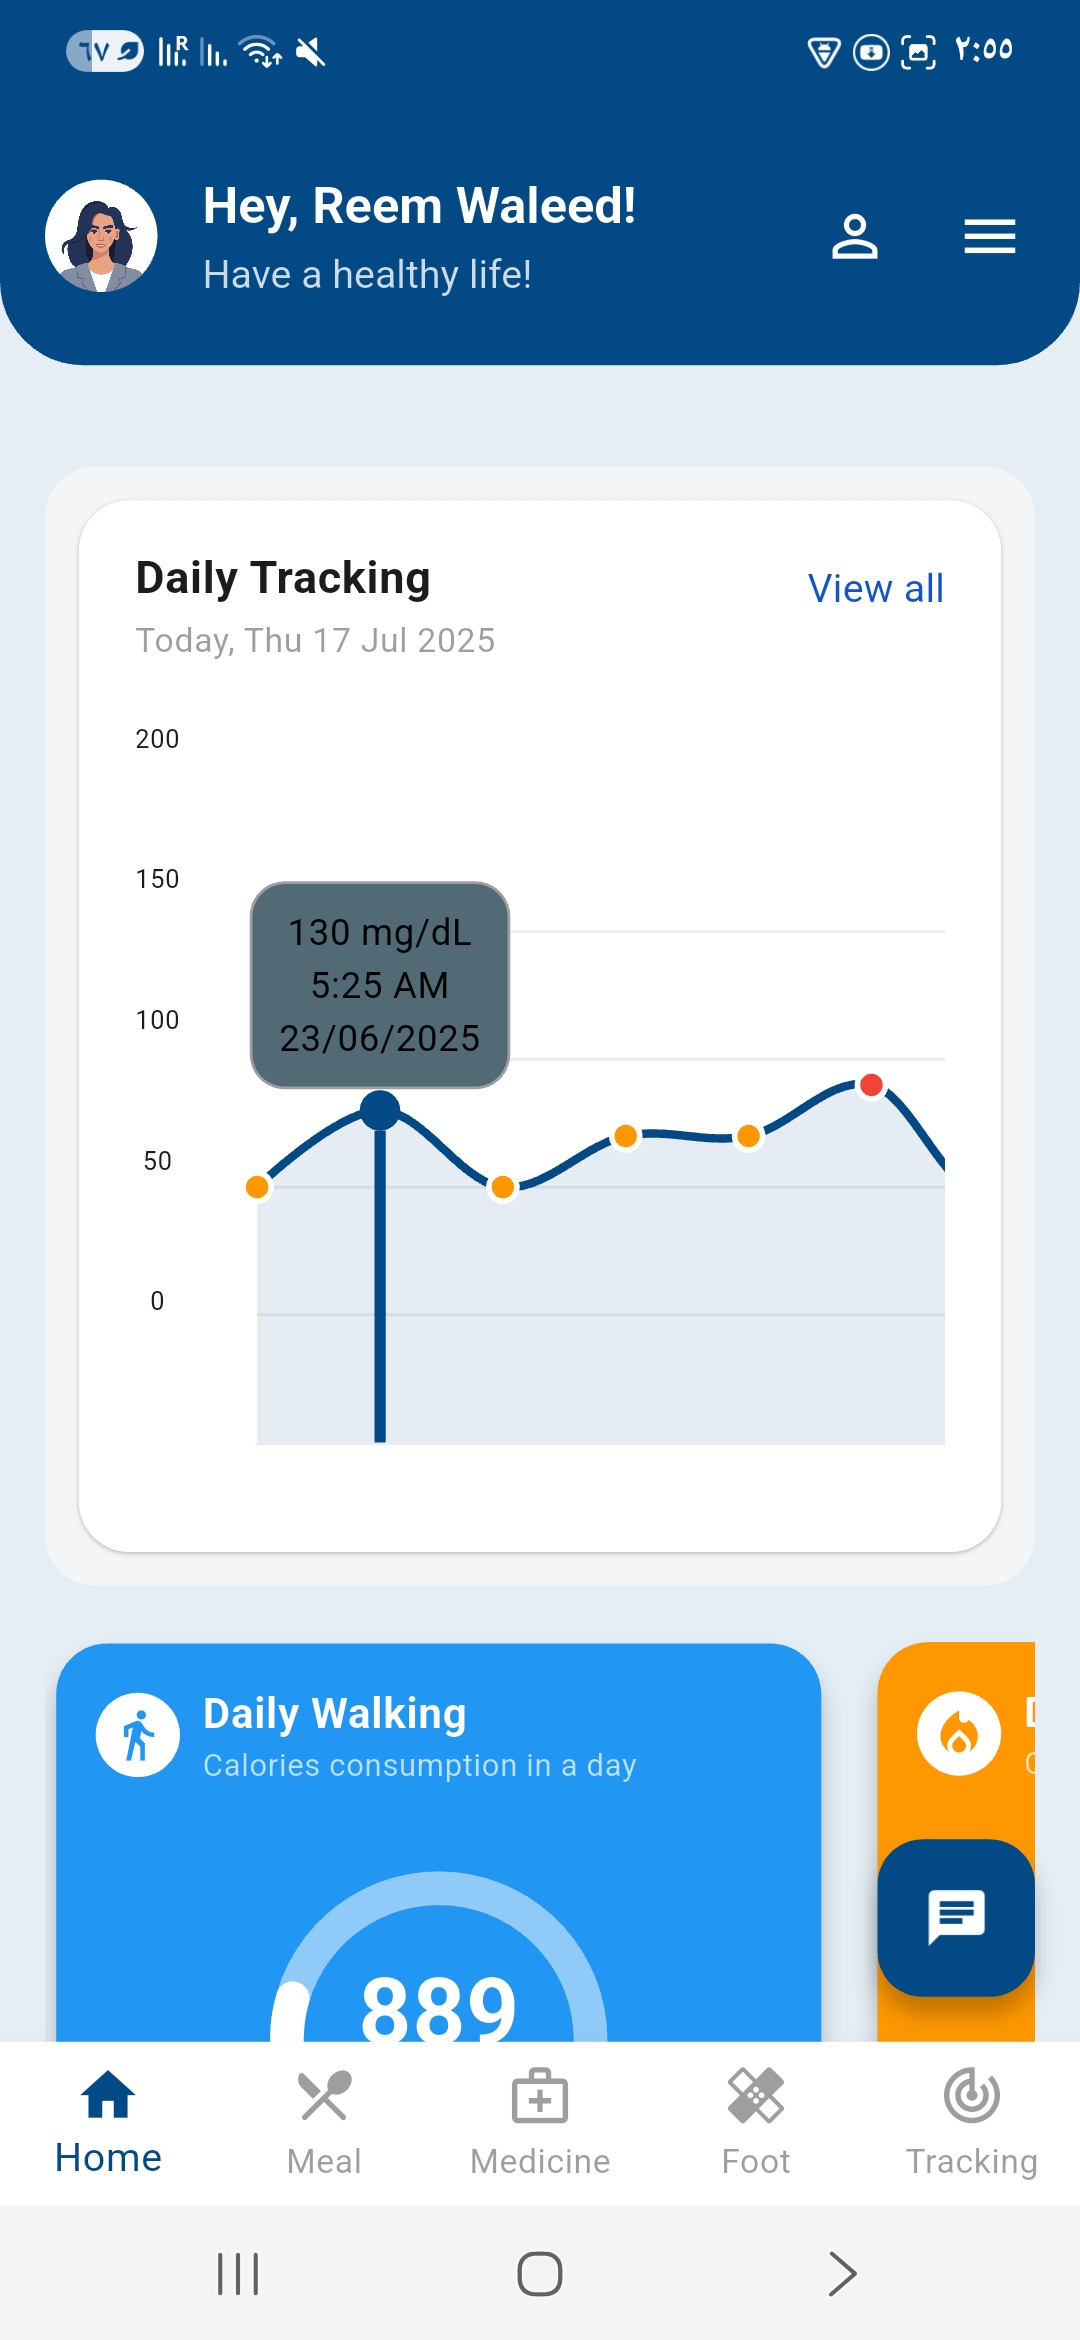 ٦٧
R
٢:٥٥
Hey, Reem Waleed!
Have a healthy life!
Daily Tracking
View all
Today, Thu 17 Jul 2025
200
150
130 mg/dL
5:25 AM
100
23/06/2025
50
0
Daily Walking
Calories consumption in a day
889
Home
Meal
Medicine
Foot
Tracking